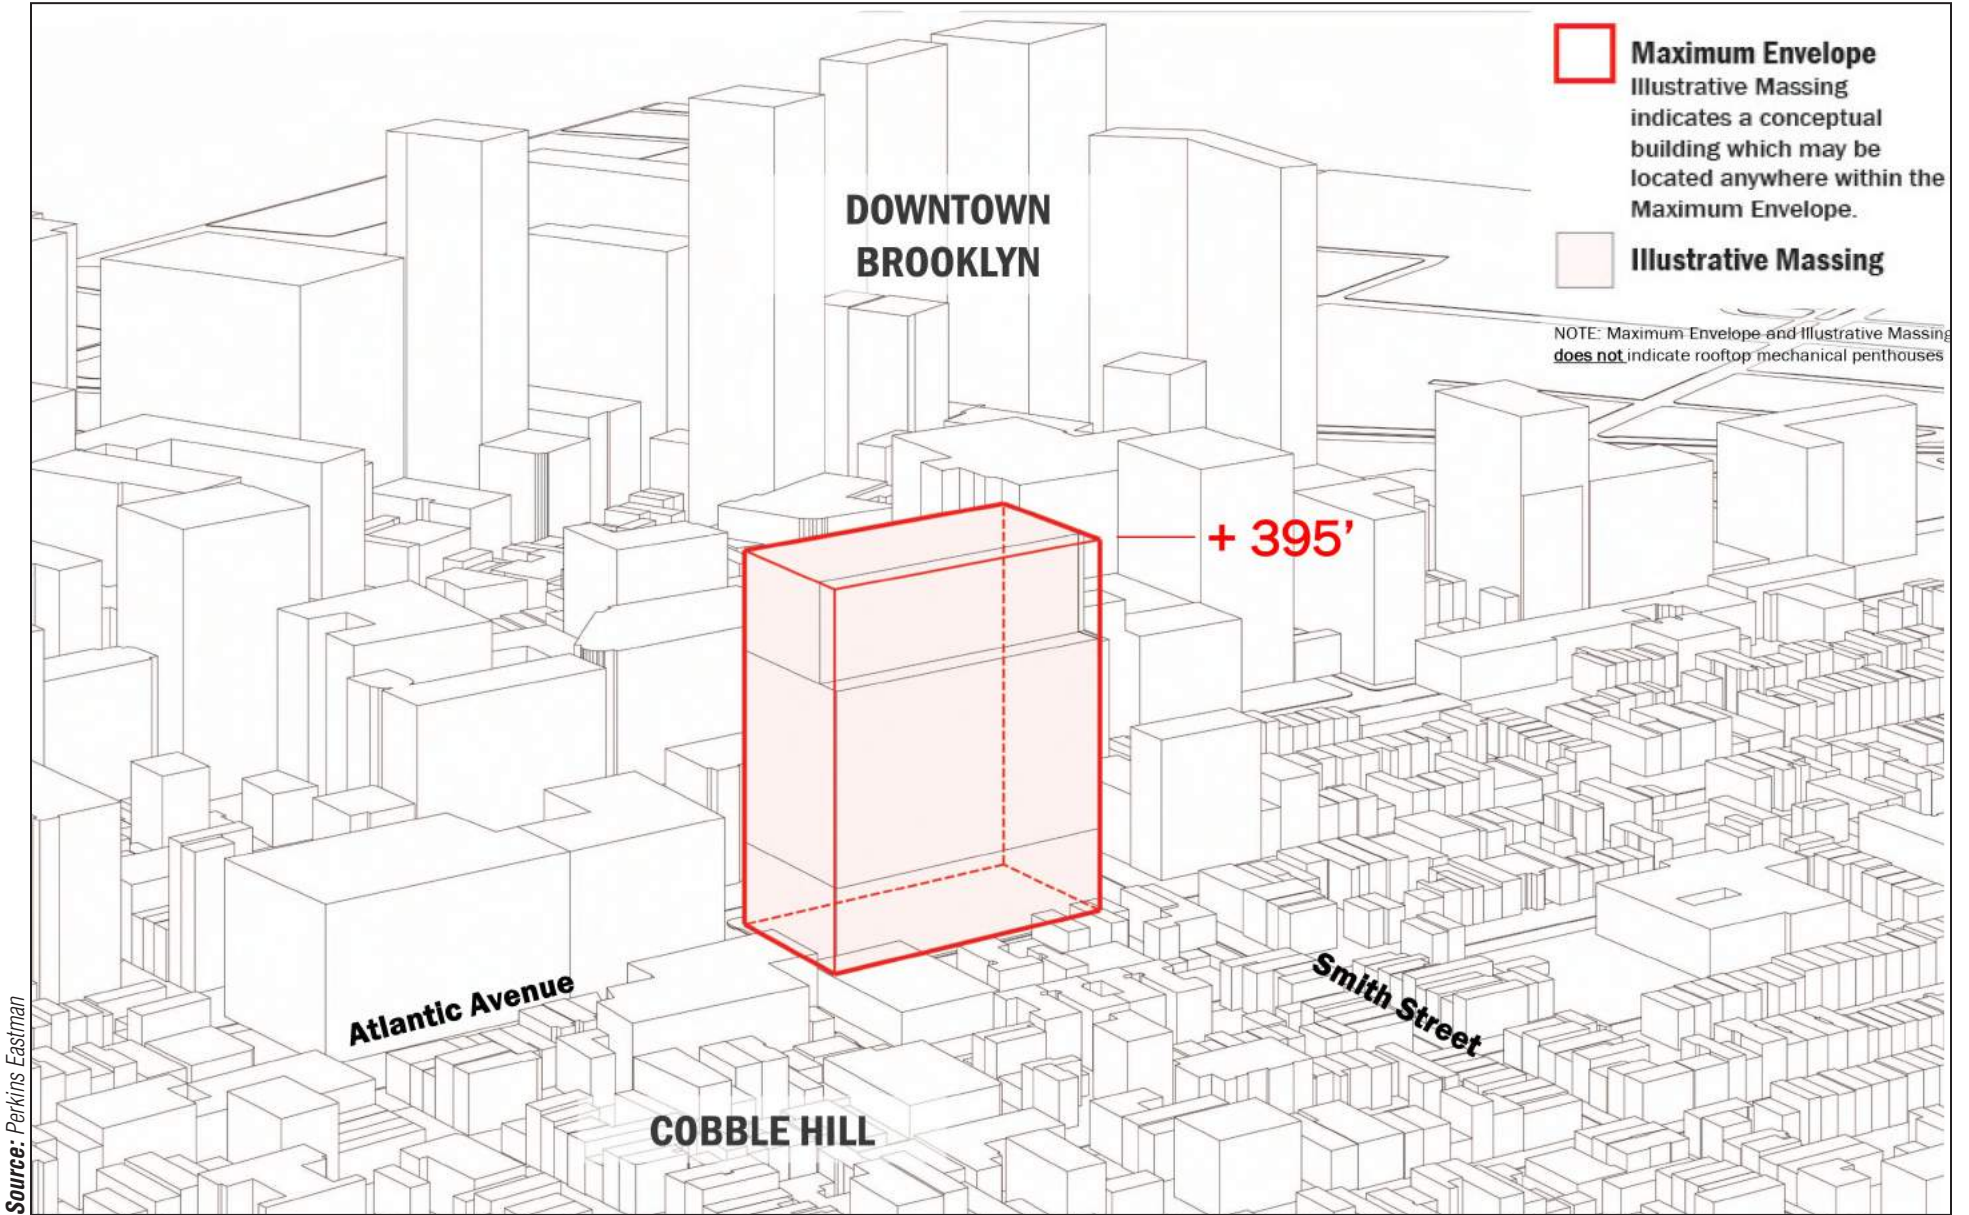 Maximum Envelope
Illustrative Massing
indicates a conceptual
building which may be
located anywhere within the
Maximum Envelope.
Illustrative Massing
NOTE: Maximum Envelope and Illustrative Massing
does not indicate rooftop mechanical penthouses
DOWNTOWN
BROOKLYN
+ 395’
Atlantic Avenue
Smith Street
COBBLE HILL
Source: Perkins Eastman